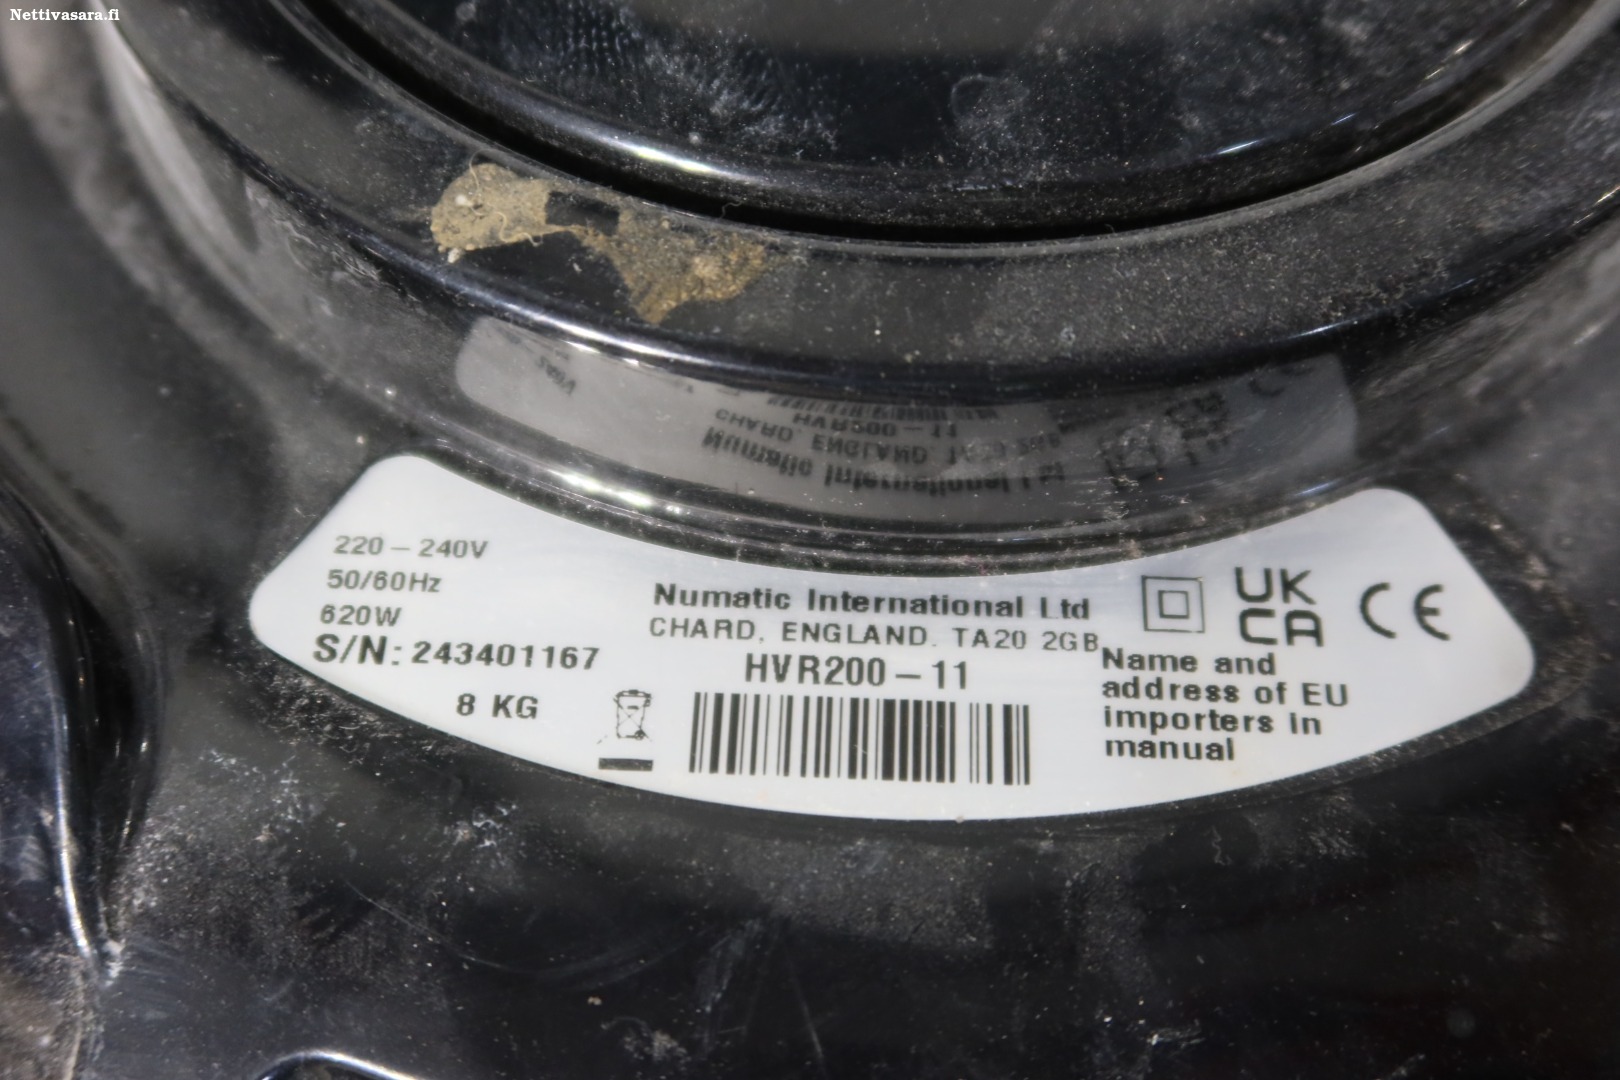 Nettivasara.fi
220 – 240V
50/60Hz
620W
S/N: 243401167
8 KG
Numatic International Ltd
CHARD, ENGLAND. TA20 2GB
HVR200 – 11
UK
CA
CE
Name and
address of EU
importers in
manual